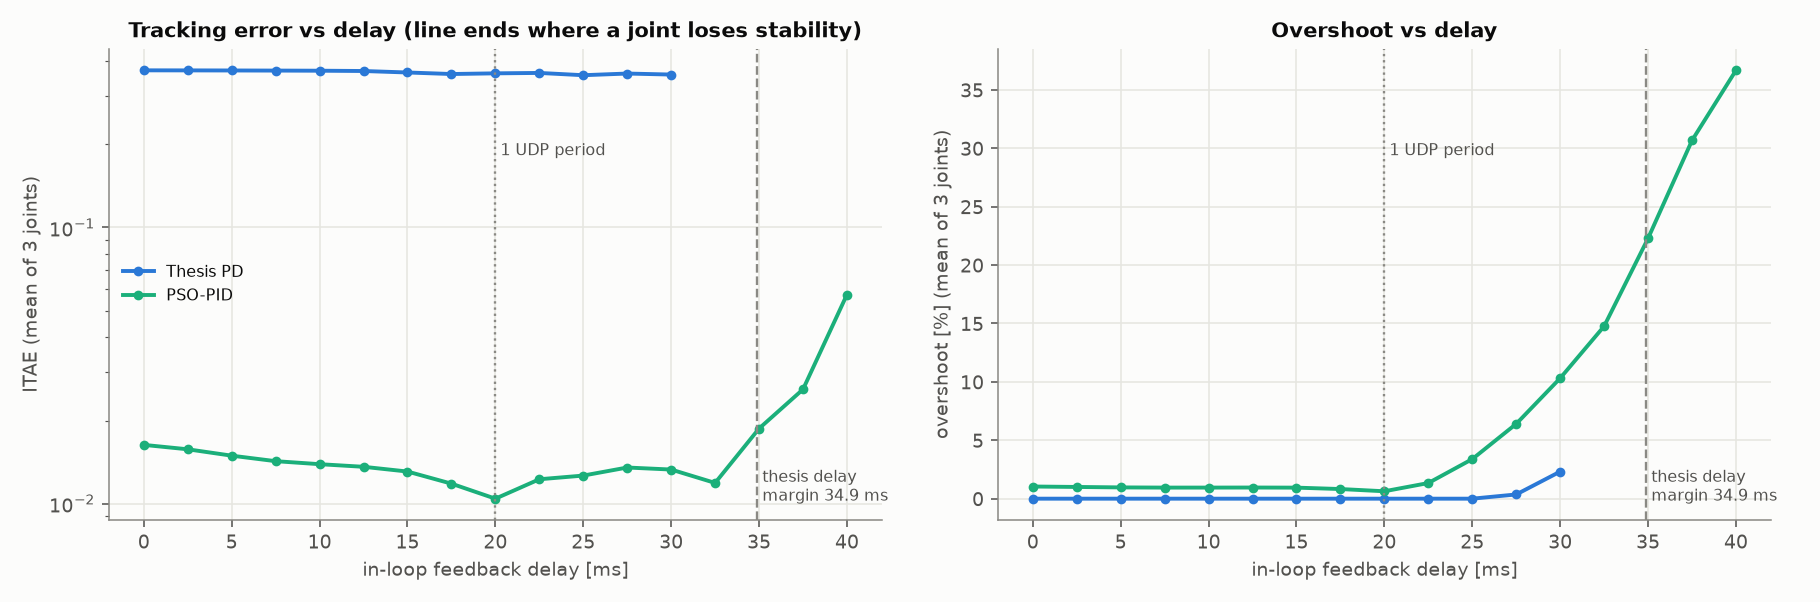 Tracking error vs delay (line ends where a joint loses stability)
ITAE (mean of 3 joints)
10⁻¹
10⁻²
1 UDP period
Thesis PD
PSO-PID
thesis delay
margin 34.9 ms
0 5 10 15 20 25 30 35 40
in-loop feedback delay [ms]
Overshoot vs delay
overshoot [%] (mean of 3 joints)
35
30
25
20
15
10
5
0
1 UDP period
thesis delay
margin 34.9 ms
0 5 10 15 20 25 30 35 40
in-loop feedback delay [ms]